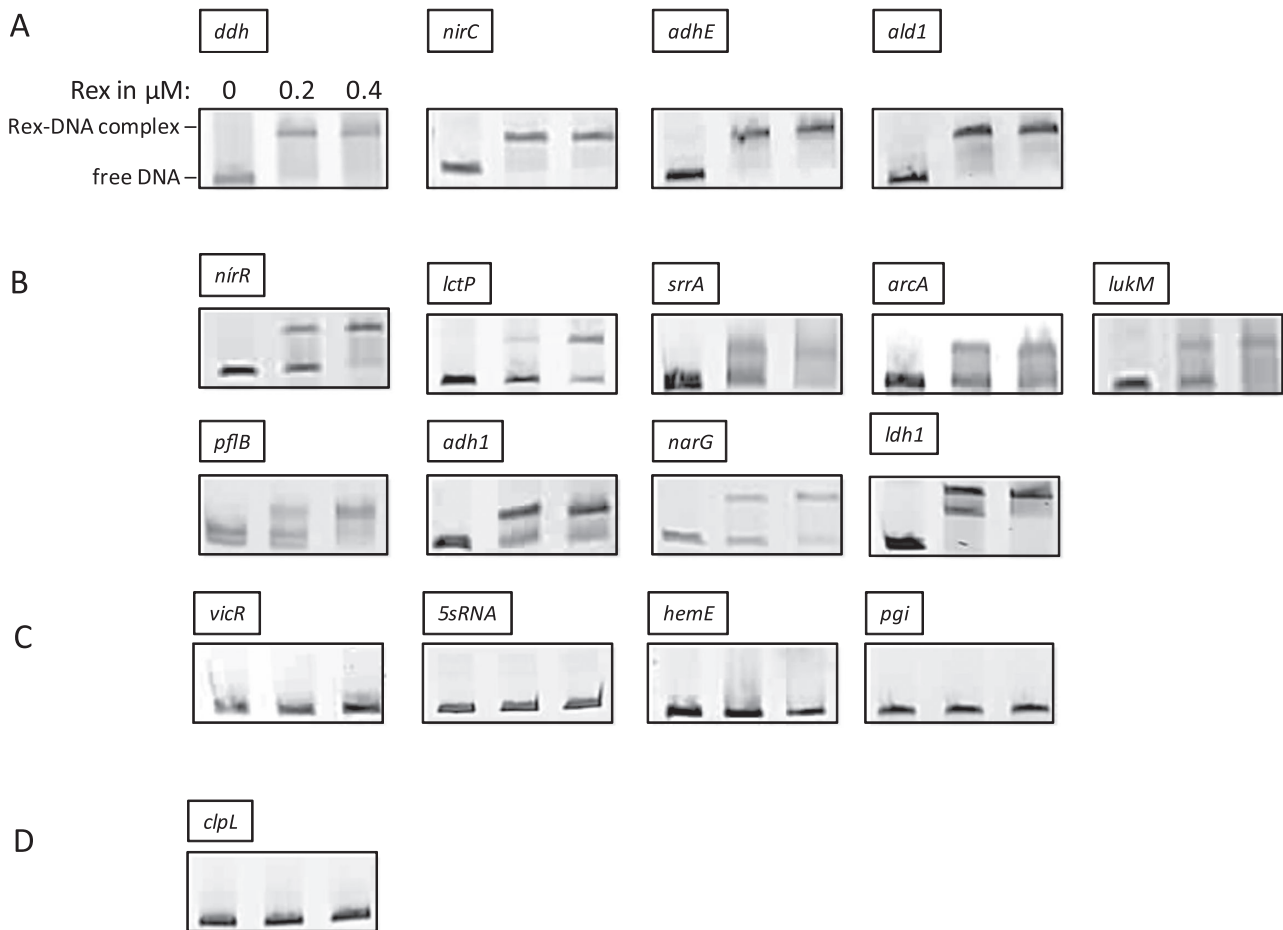 A
ddh nirC adhE ald1
Rex in μM: 0 0.2 0.4
Rex-DNA complex
free DNA
B
nirR lctP srrA arcA lukM
pflB adh1 narG ldh1
C
vicR 5sRNA hemE pgi
D
clpL